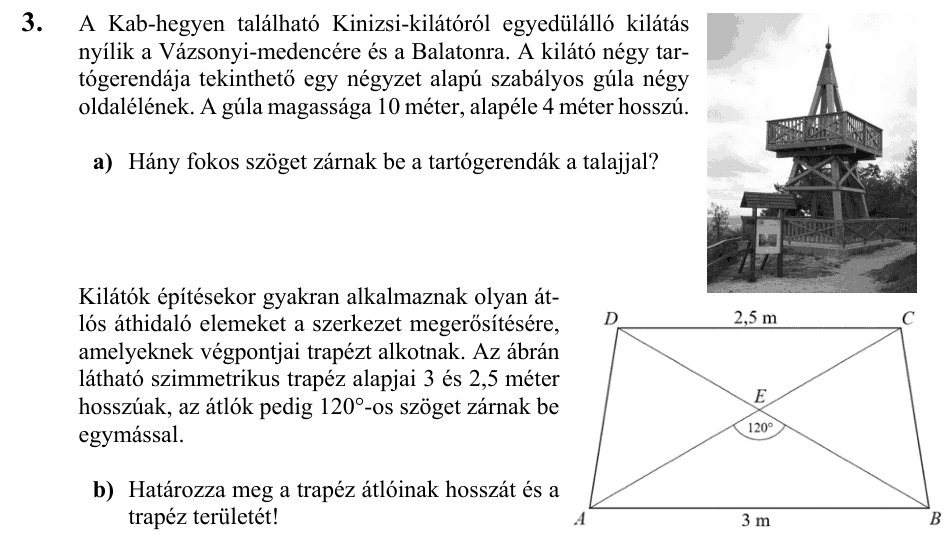 3. A Kab-hegyen található Kinizsi-kilátóról egyedülálló kilátás
nyílik a Vázsonyi-medencére és a Balatonra. A kilátó négy tar-
tógerendája tekinthető egy négyzet alapú szabályos gúla négy
oldalélének. A gúla magassága 10 méter, alapéle 4 méter hosszú.
a) Hány fokos szöget zárnak be a tartógerendák a talajjal?
Kilátók építésekor gyakran alkalmaznak olyan át-
lós áthidaló elemeket a szerkezet megerősítésére,
amelyeknek végpontjai trapézt alkotnak. Az ábrán
látható szimmetrikus trapéz alapjai 3 és 2,5 méter
hosszúak, az átlók pedig 120°-os szöget zárnak be
egymással.
b) Határozza meg a trapéz átlóinak hosszát és a
trapéz területét!
D 2,5 m C
E
120°
A 3 m B